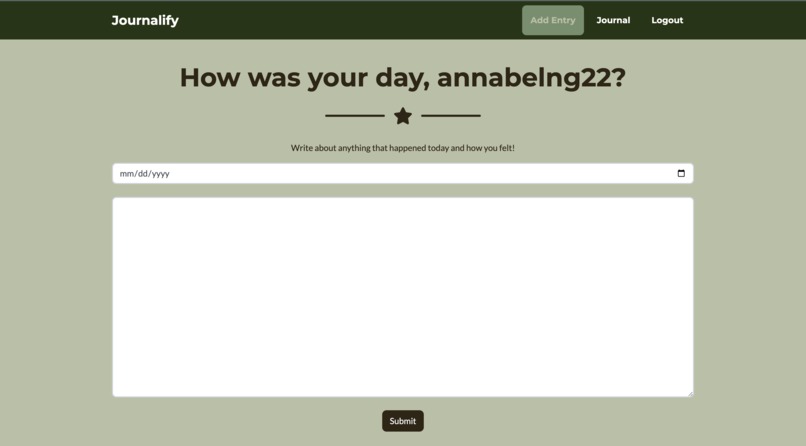 Journalify
Add Entry
Journal
Logout
How was your day, annabelng22?
Write about anything that happened today and how you felt!
mm/dd/yyyy
Submit